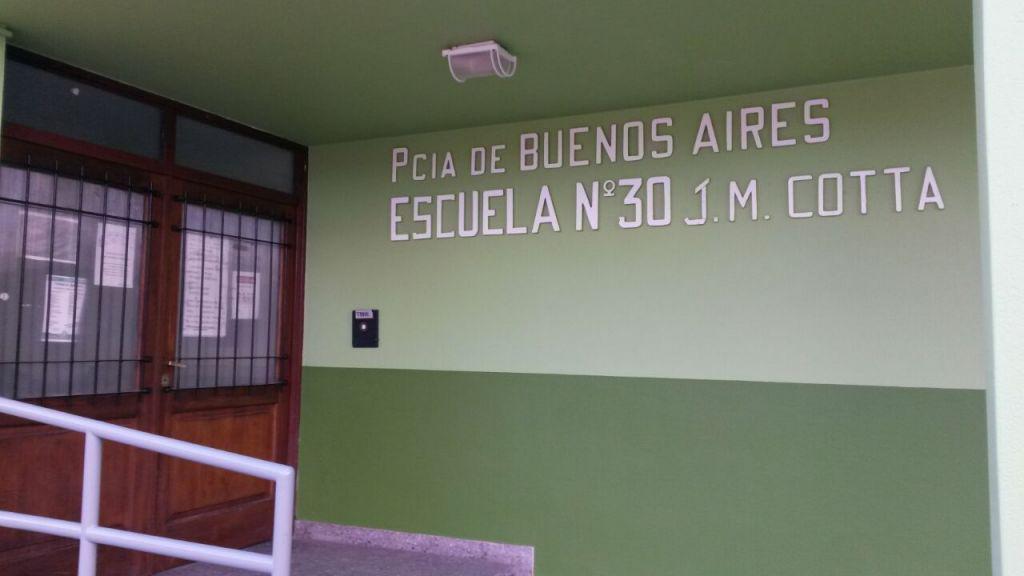 PCIA DE BUENOS AIRES
ESCUELA Nº30 J.M. COTTA